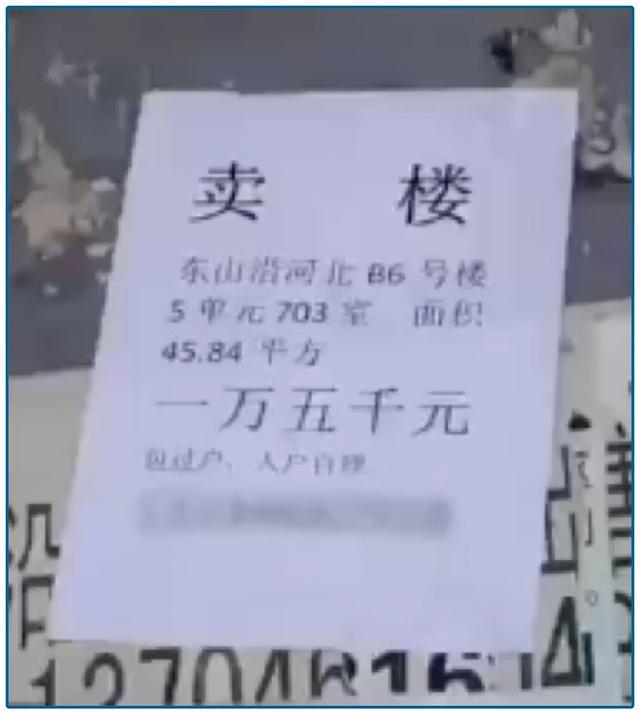 卖 楼
东山沿河北 B6 号楼
5 单元 703 室 面积
45.84 平方
一万五千元
包过户、入户自理
沿